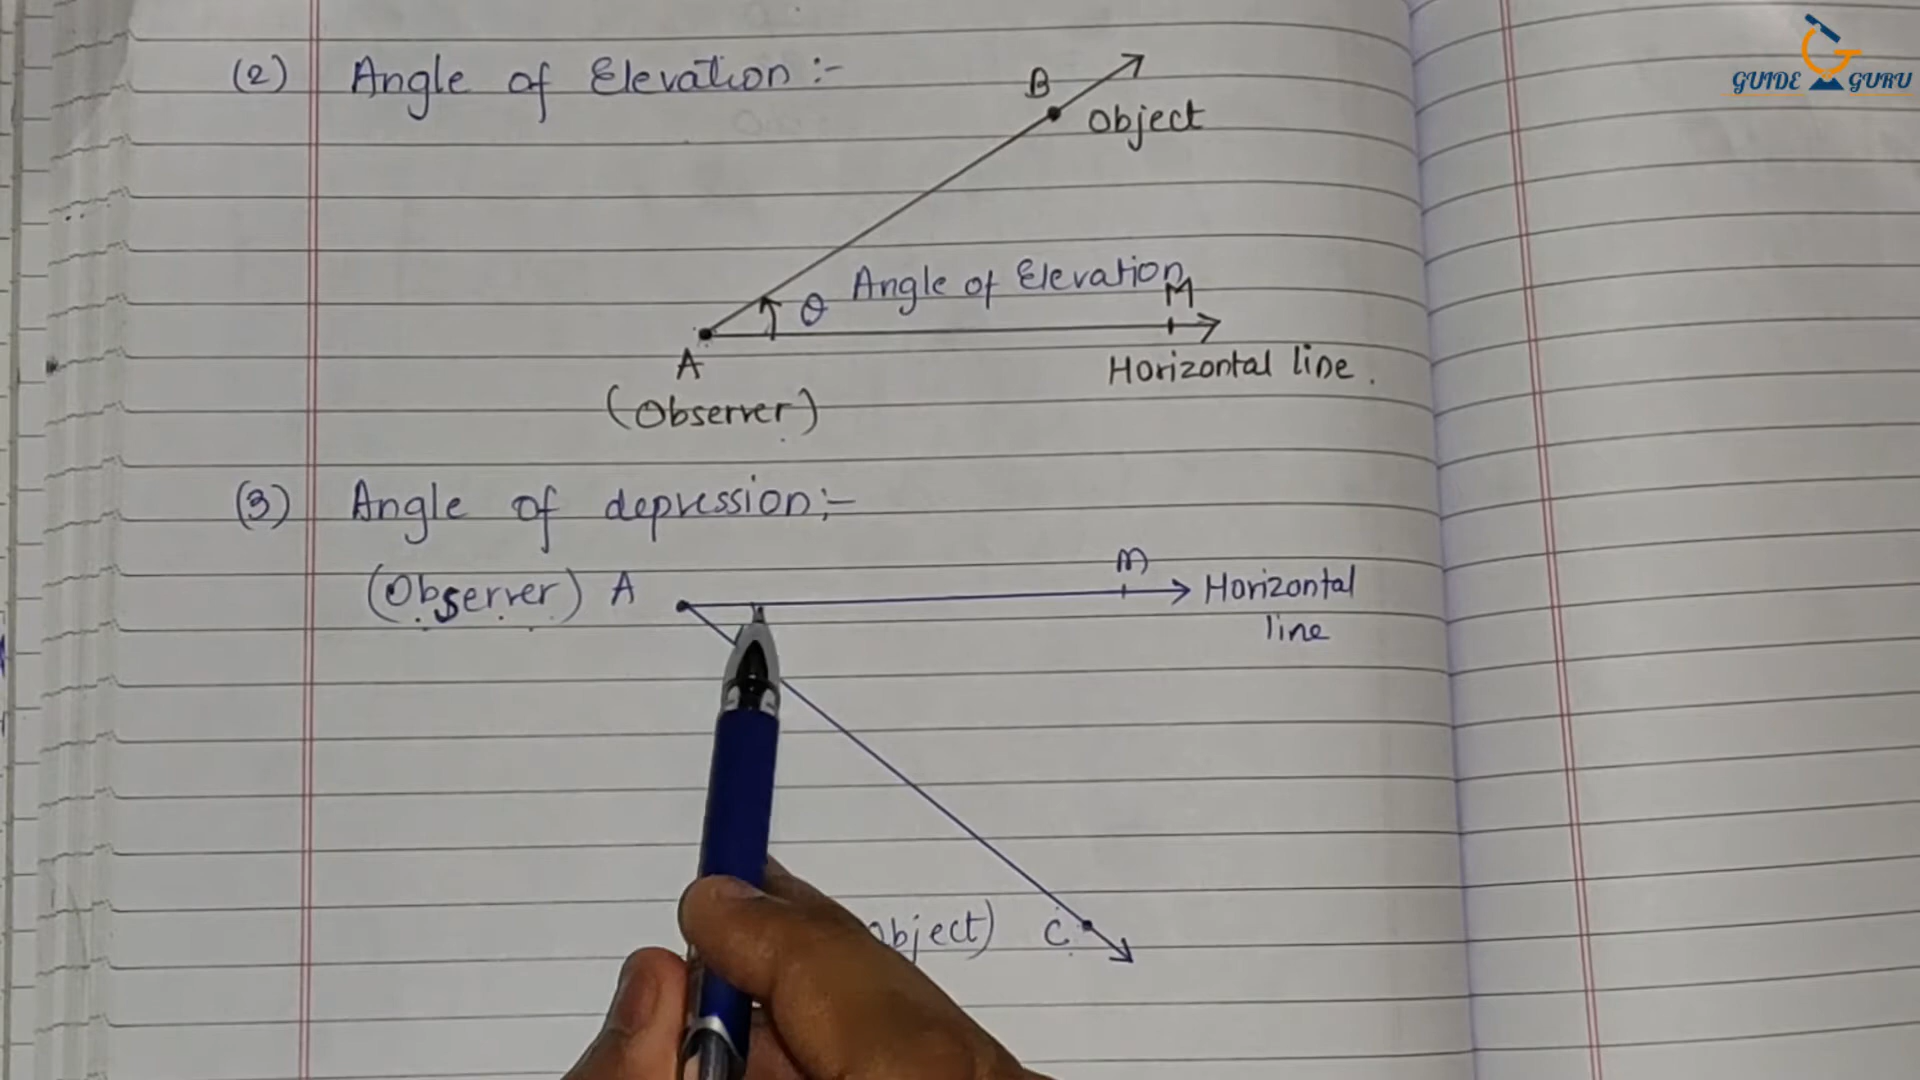 GUIDE GURU
(2) Angle of Elevation :-
B
Object
θ Angle of Elevation
M
A
Horizontal line .
(Observer)
(3) Angle of depression:-
(Observer) A
M
Horizontal
line
C